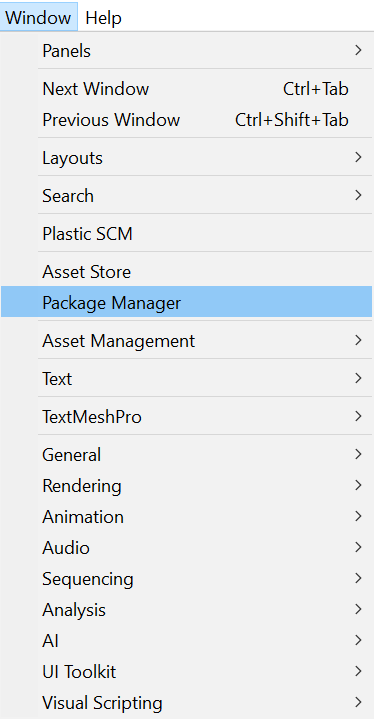 Window Help
Panels
Next Window Ctrl+Tab
Previous Window Ctrl+Shift+Tab
Layouts
Search
Plastic SCM
Asset Store
Package Manager
Asset Management
Text
TextMeshPro
General
Rendering
Animation
Audio
Sequencing
Analysis
AI
UI Toolkit
Visual Scripting